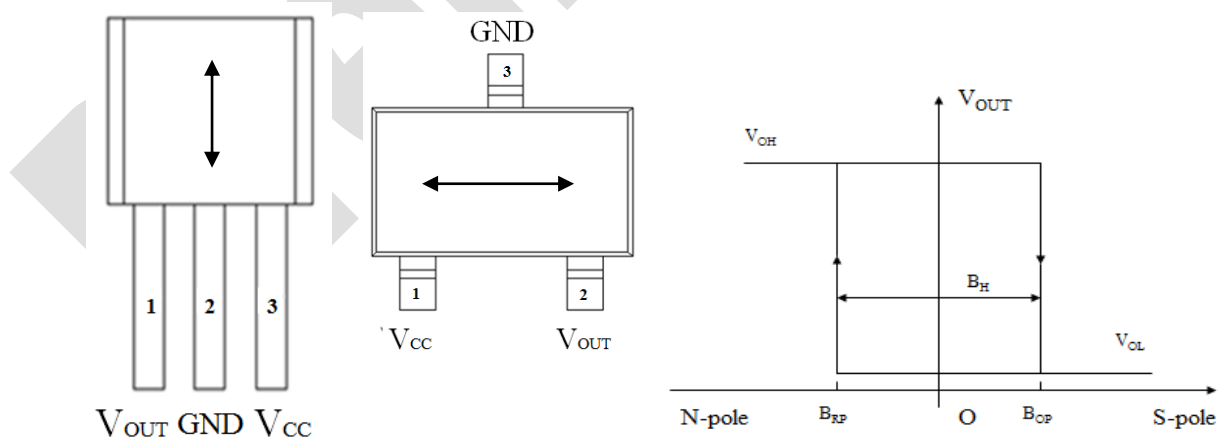 1 2 3
VOUT GND VCC
GND
3
1 2
VCC VOUT
VOUT
VOH
BH
VOL
N-pole BRP O BOP S-pole